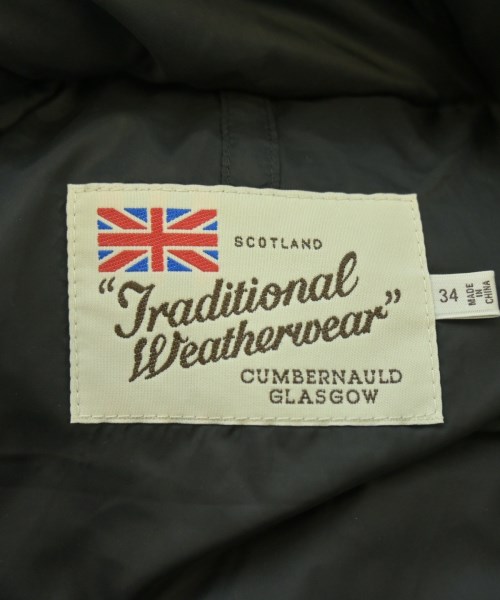 SCOTLAND
"Traditional
Weatherwear"
CUMBERNAULD
GLASGOW
34
MADE
IN
CHINA